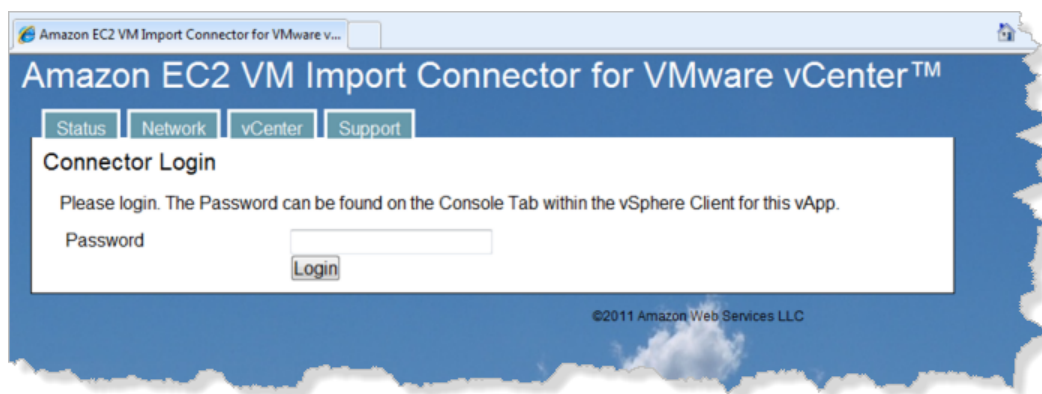 Amazon EC2 VM Import Connector for VMware v...
Amazon EC2 VM Import Connector for VMware vCenter™
Status Network vCenter Support
Connector Login
Please login. The Password can be found on the Console Tab within the vSphere Client for this vApp.
Password
Login
©2011 Amazon Web Services LLC